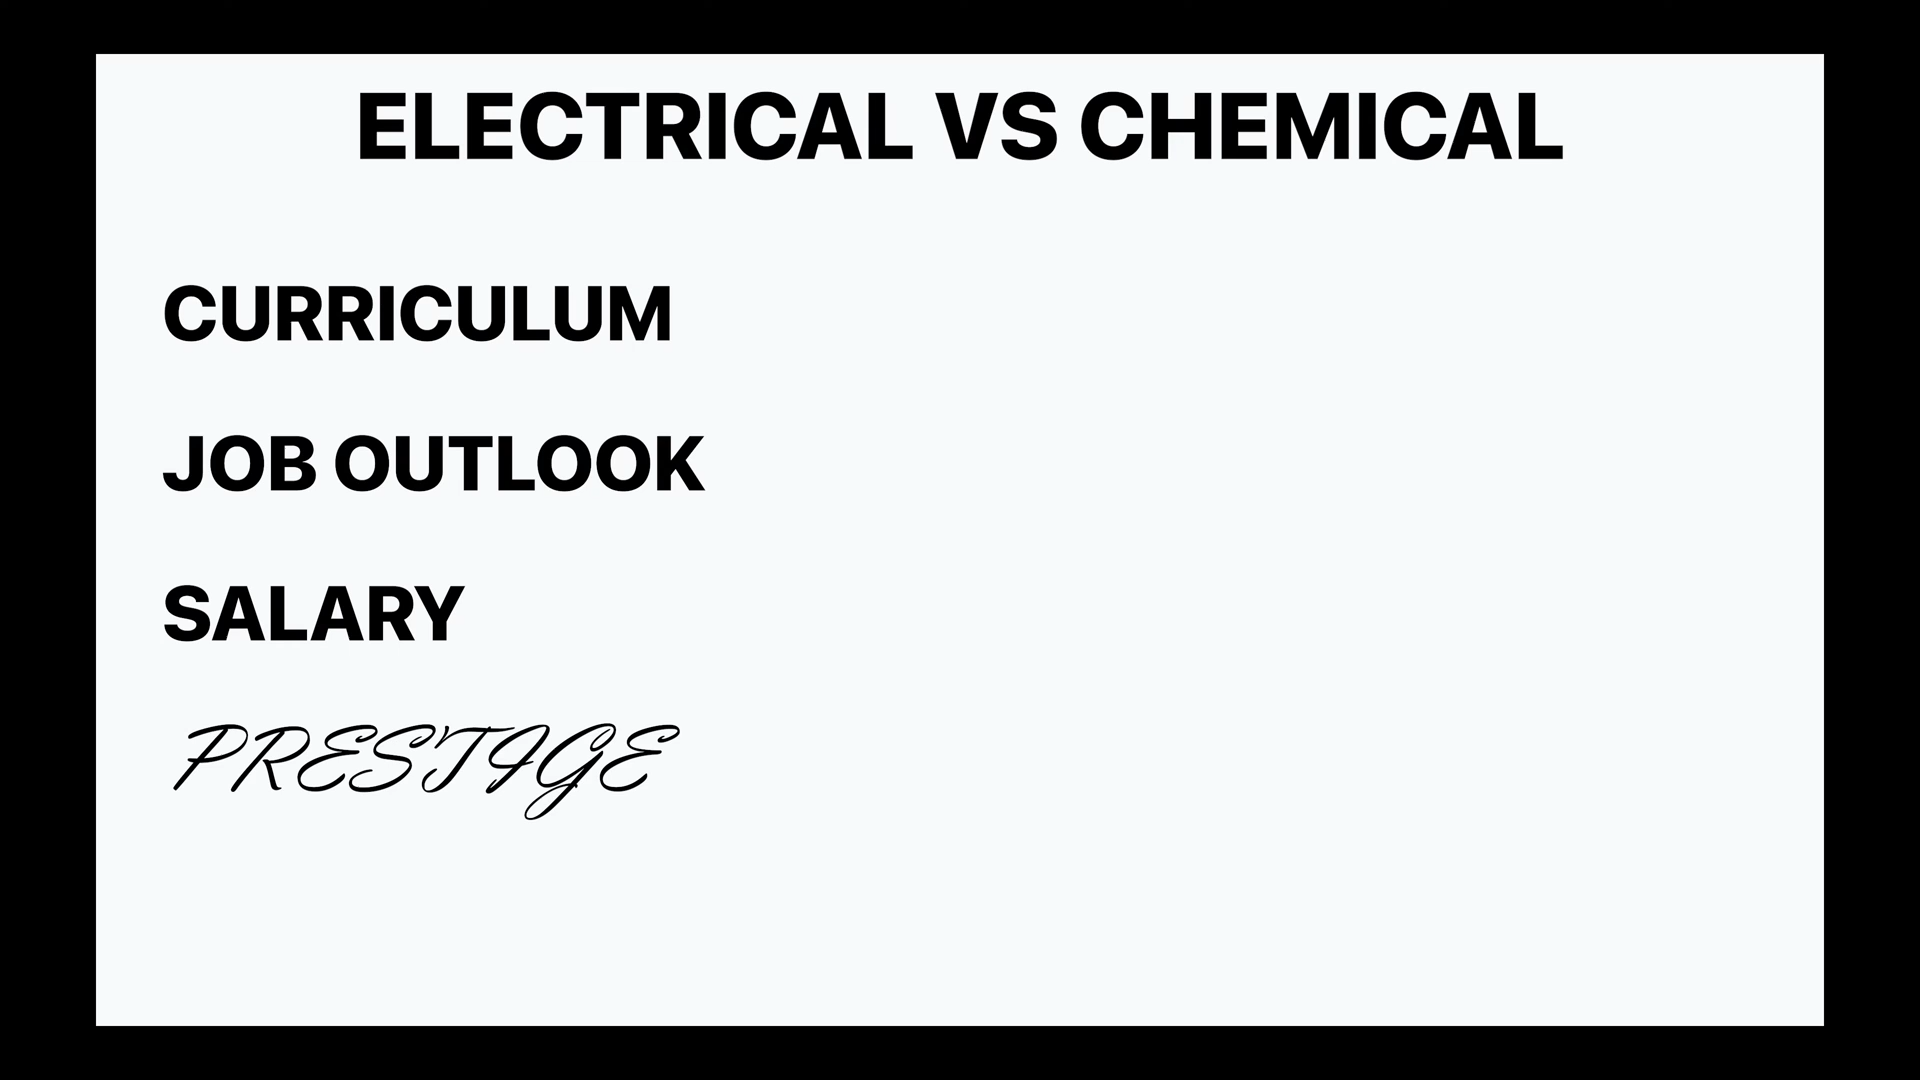 ELECTRICAL VS CHEMICAL
CURRICULUM
JOB OUTLOOK
SALARY
PRESTIGE